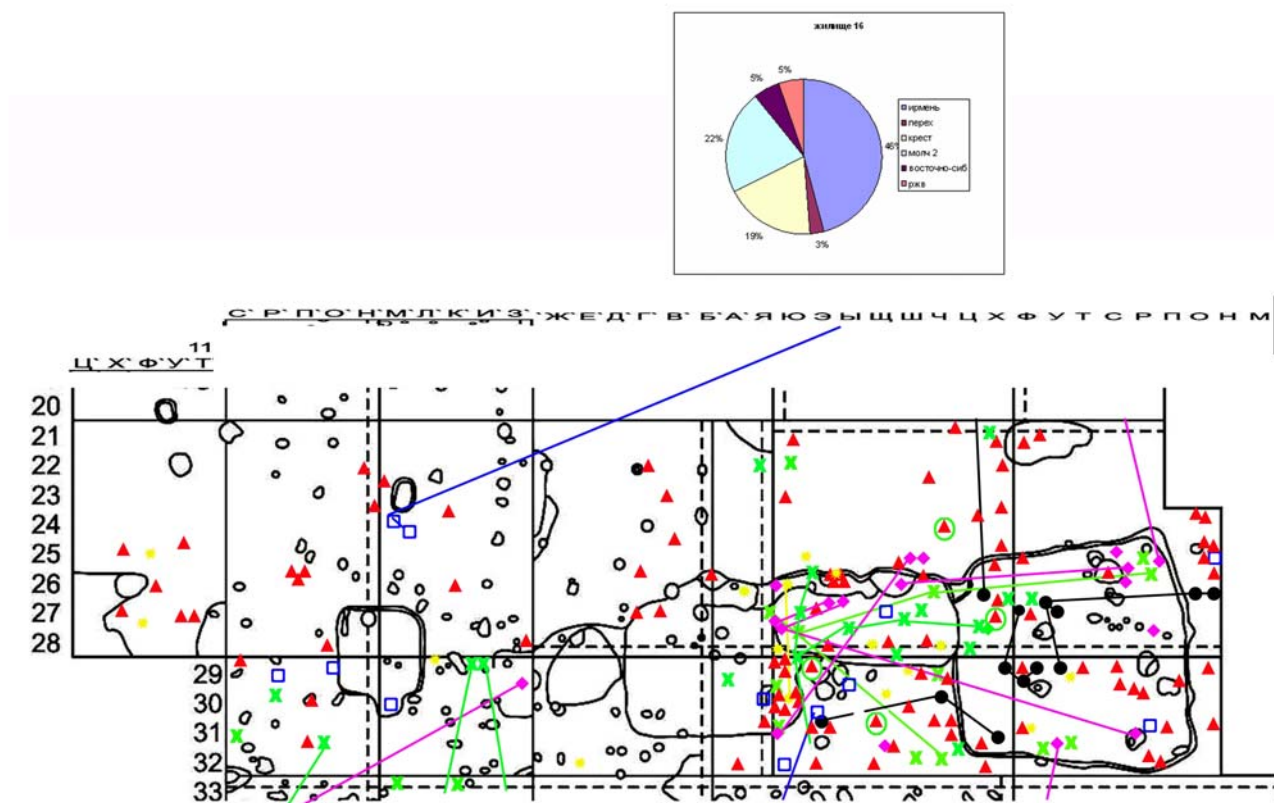 жилище 16
5%
5%
22%
46%
19%
3%
ирмень
перех
крест
молч 2
восточно-сиб
ржв
С' Р' П' О' Н' М' Л' К' И' З' Ж' Е' Д' Г' В' Б' А' Я Ю Э Ы Щ Ш Ч Ц Х Ф У Т С Р П О Н М
11
Ц' Х' Ф' У' Т'
20
21
22
23
24
25
26
27
28
29
30
31
32
33